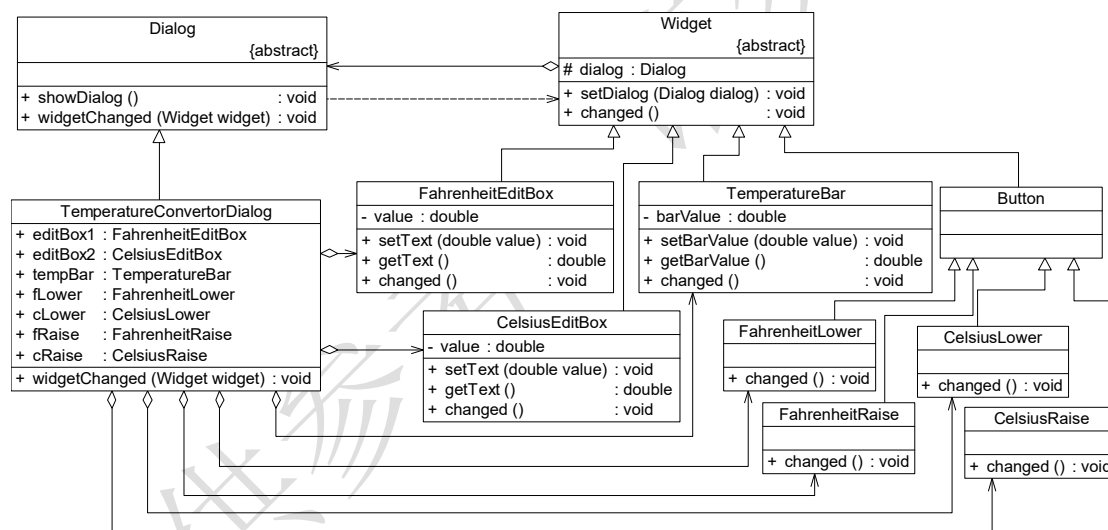 Dialog
{abstract}
+ showDialog () : void
+ widgetChanged (Widget widget) : void
Widget
{abstract}
# dialog : Dialog
+ setDialog (Dialog dialog) : void
+ changed () : void
TemperatureConvertorDialog
+ editBox1 : FahrenheitEditBox
+ editBox2 : CelsiusEditBox
+ tempBar : TemperatureBar
+ fLower : FahrenheitLower
+ cLower : CelsiusLower
+ fRaise : FahrenheitRaise
+ cRaise : CelsiusRaise
+ widgetChanged (Widget widget) : void
FahrenheitEditBox
- value : double
+ setText (double value) : void
+ getText () : double
+ changed () : void
TemperatureBar
- barValue : double
+ setBarValue (double value) : void
+ getBarValue () : double
+ changed () : void
Button
CelsiusEditBox
- value : double
+ setText (double value) : void
+ getText () : double
+ changed () : void
FahrenheitLower
+ changed () : void
CelsiusLower
+ changed () : void
FahrenheitRaise
+ changed () : void
CelsiusRaise
+ changed () : void